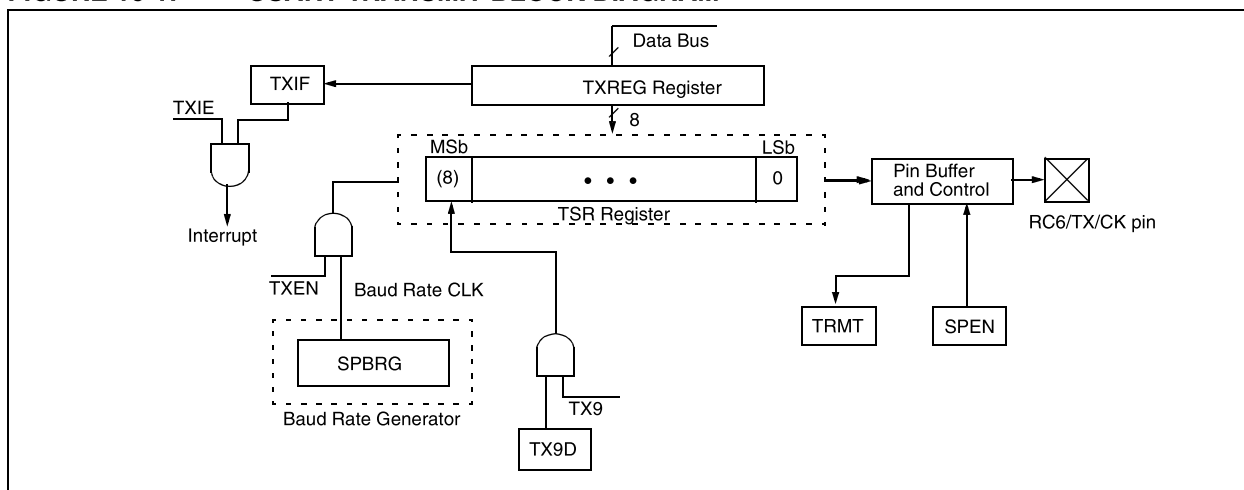 Data Bus
TXIF
TXREG Register
TXIE
8
MSb
LSb
(8)
• • •
0
Pin Buffer
and Control
TSR Register
Interrupt
RC6/TX/CK pin
TXEN
Baud Rate CLK
TRMT
SPEN
SPBRG
TX9
Baud Rate Generator
TX9D